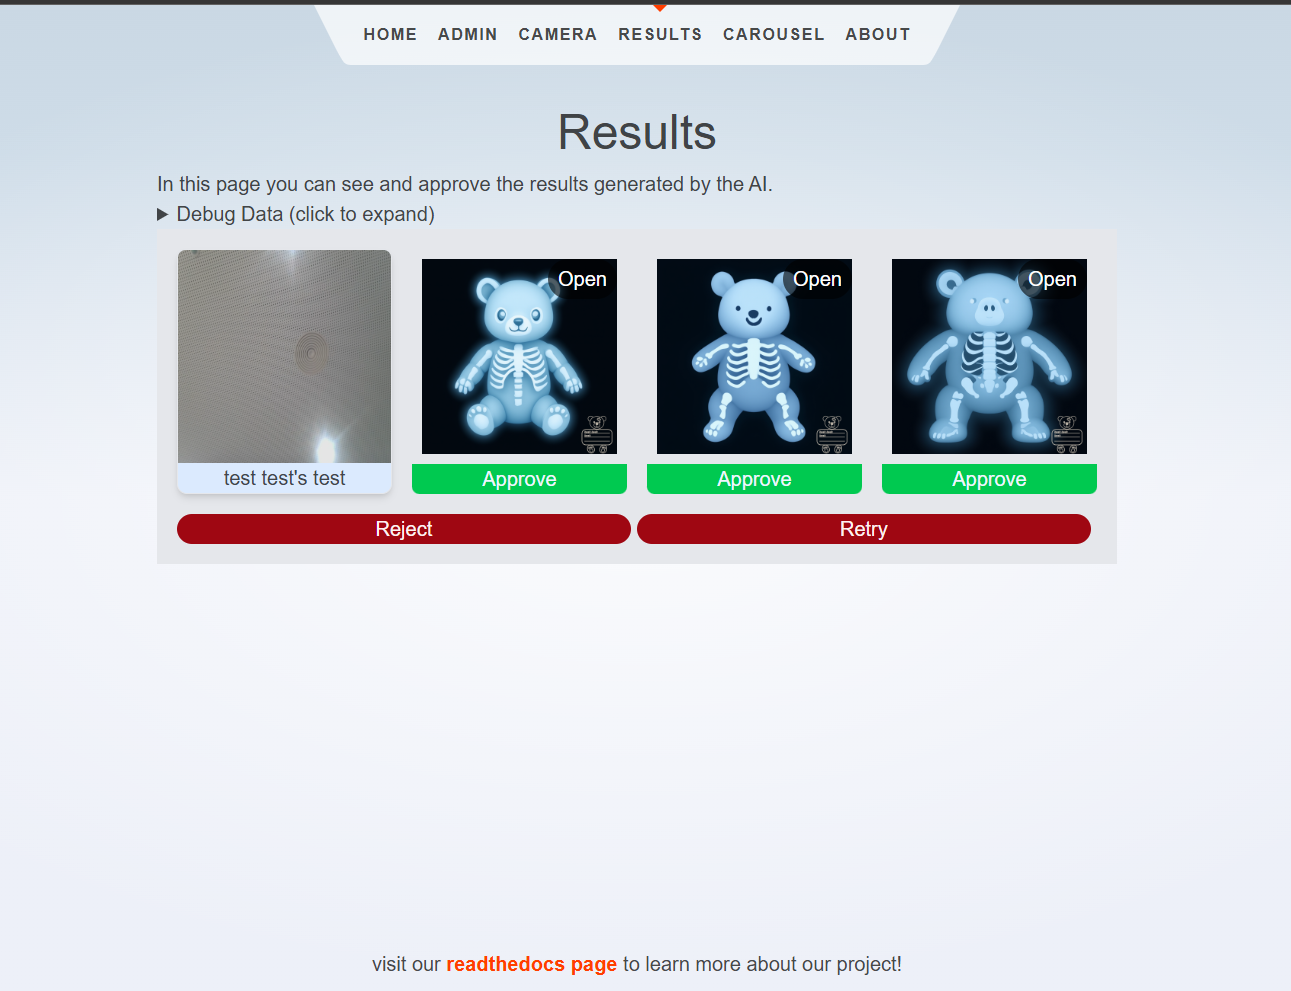 HOME ADMIN CAMERA RESULTS CAROUSEL ABOUT
Results
In this page you can see and approve the results generated by the AI.
Debug Data (click to expand)
Open Open Open
test test's test Approve Approve Approve
Reject Retry
visit our readthedocs page to learn more about our project!